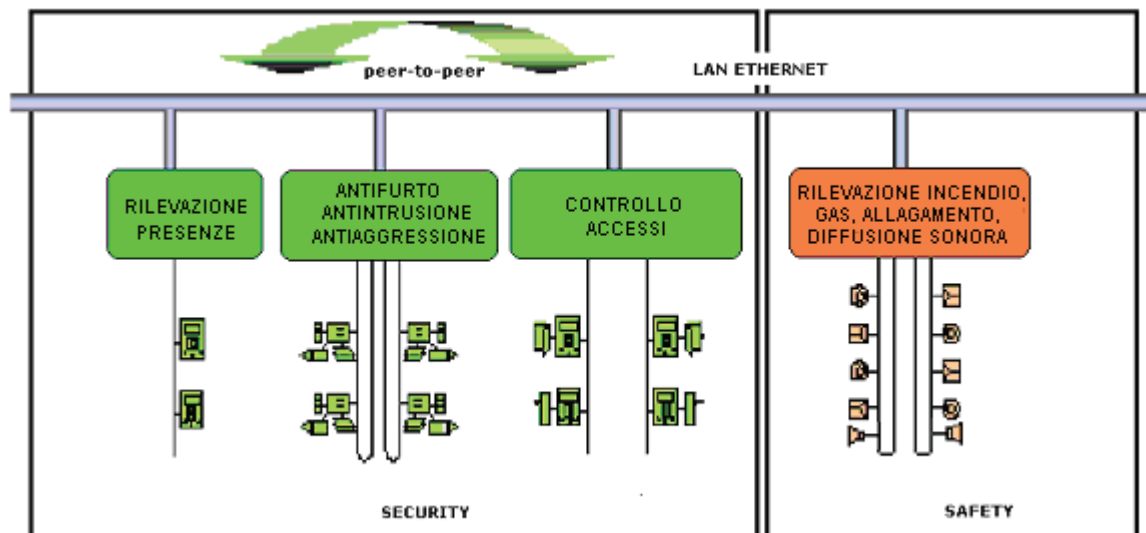 peer-to-peer
LAN ETHERNET
RILEVAZIONE
PRESENZE
ANTIFURTO
ANTINTRUSIONE
ANTIAGGRESSIONE
CONTROLLO
ACCESSI
RILEVAZIONE INCENDIO,
GAS, ALLAGAMENTO,
DIFFUSIONE SONORA
SECURITY
SAFETY